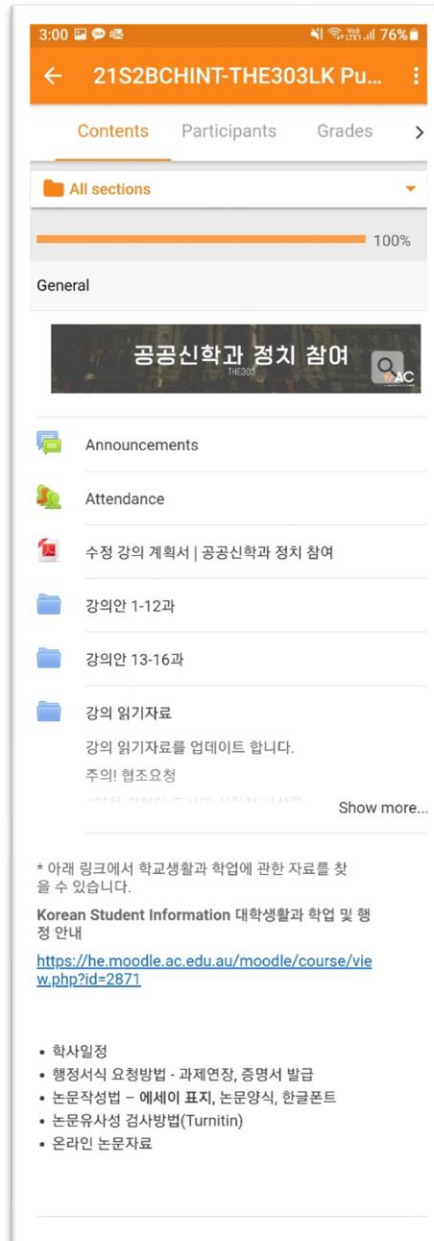 3:00 76%
21S2BCHINT-THE303LK Pu...
Contents Participants Grades
All sections
100%
General
공공신학과 정치 참여
THE303
AC
Announcements
Attendance
수정 강의 계획서 | 공공신학과 정치 참여
강의안 1-12과
강의안 13-16과
강의 읽기자료
강의 읽기자료를 업데이트 합니다.
주의! 협조요청
Show more...
* 아래 링크에서 학교생활과 학업에 관한 자료를 찾
을 수 있습니다.
Korean Student Information 대학생활과 학업 및 행
정 안내
https://he.moodle.ac.edu.au/moodle/course/vie
w.php?id=2871
• 학사일정
• 행정서식 요청방법 - 과제연장, 증명서 발급
• 논문작성법 – 에세이 표지, 논문양식, 한글폰트
• 논문유사성 검사방법(Turnitin)
• 온라인 논문자료